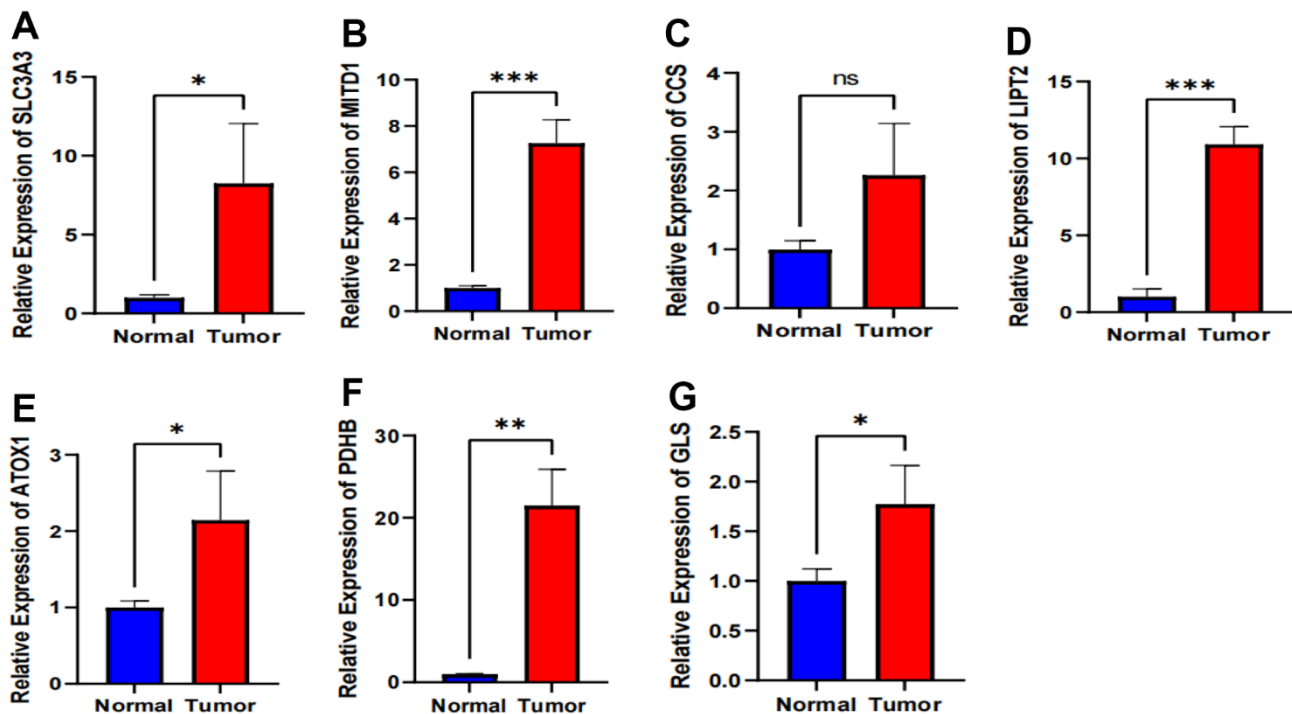 A
Relative Expression of SLC3A3
15
10
5
0
*
Normal Tumor
B
Relative Expression of MITD1
10
8
6
4
2
0
***
Normal Tumor
C
Relative Expression of CCS
4
3
2
1
0
ns
Normal Tumor
D
Relative Expression of LIPT2
15
10
5
0
***
Normal Tumor
E
Relative Expression of ATOX1
3
2
1
0
*
Normal Tumor
F
Relative Expression of PDHB
30
20
10
0
**
Normal Tumor
G
Relative Expression of GLS
2.5
2.0
1.5
1.0
0.5
0.0
*
Normal Tumor